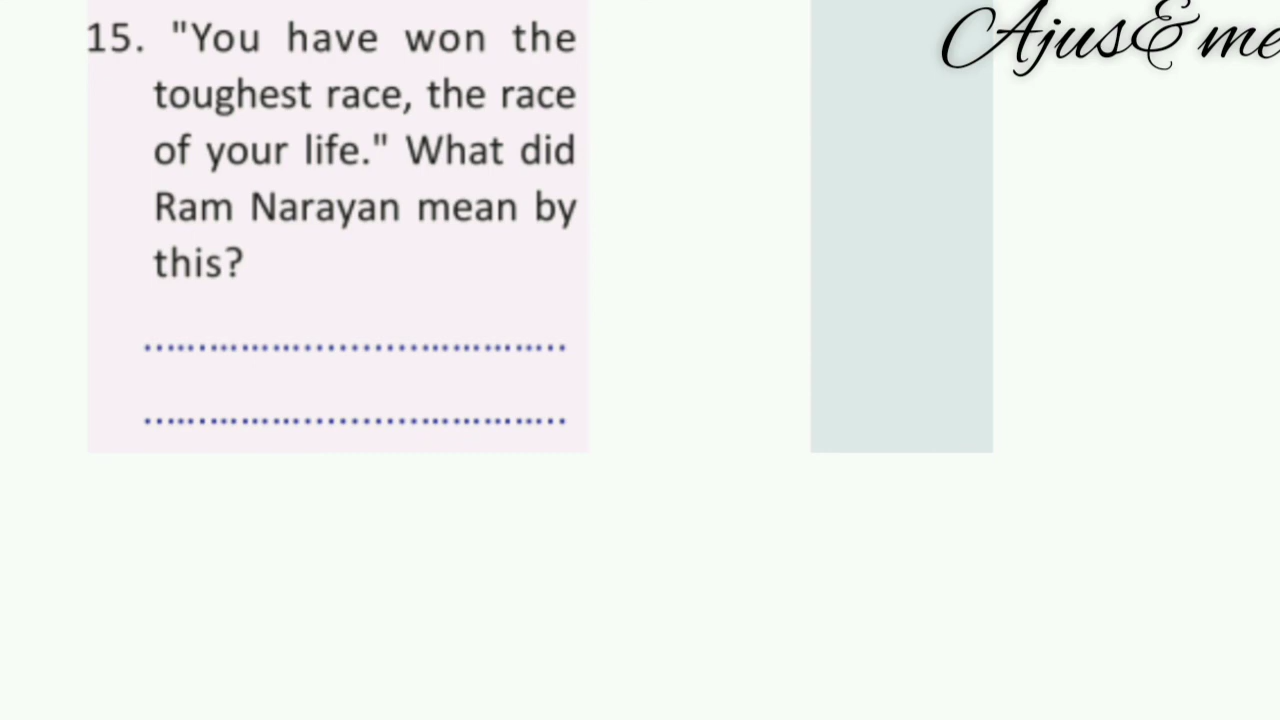 Ajus& me
15. "You have won the
toughest race, the race
of your life." What did
Ram Narayan mean by
this?
................................................
................................................